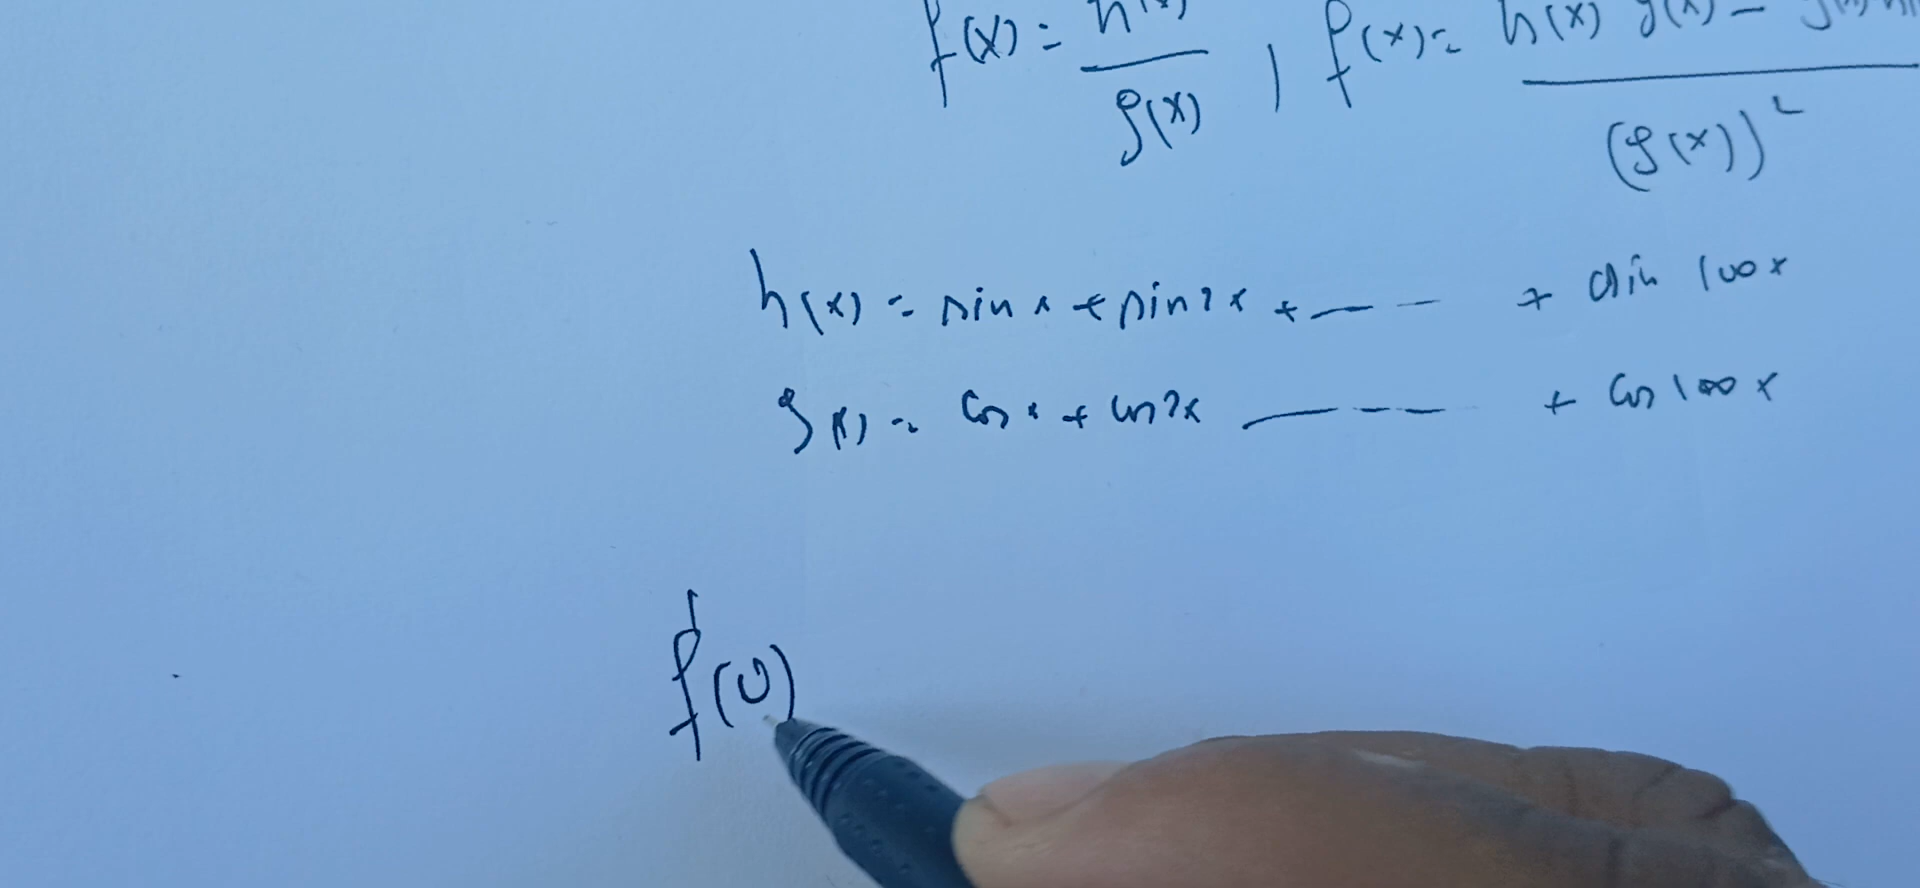 f(x) = h(x) / g(x) , f(x) = h(x) g(x) - g(x) h / (g(x))²
h(x) = sin x + sin 2x + - - - + sin 100x
g(x) = cos x + cos 2x - - - + cos 100x
f'(0)